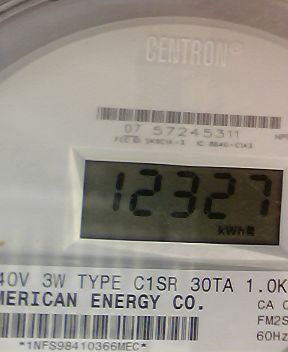 CENTRON®
07 57245311
12327
kWh
40V 3W TYPE C1SR 30TA 1.0K
MERICAN ENERGY CO.
CA
FM2S
60Hz
*1NFS98410366MEC*